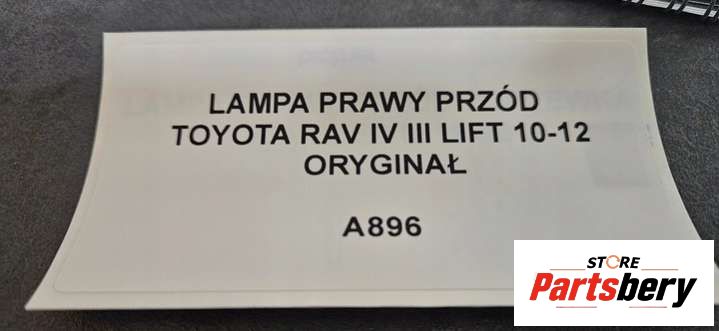 LAMPA PRAWY PRZÓD
TOYOTA RAV IV III LIFT 10-12
ORYGINAŁ
A896
STORE
Partsbery